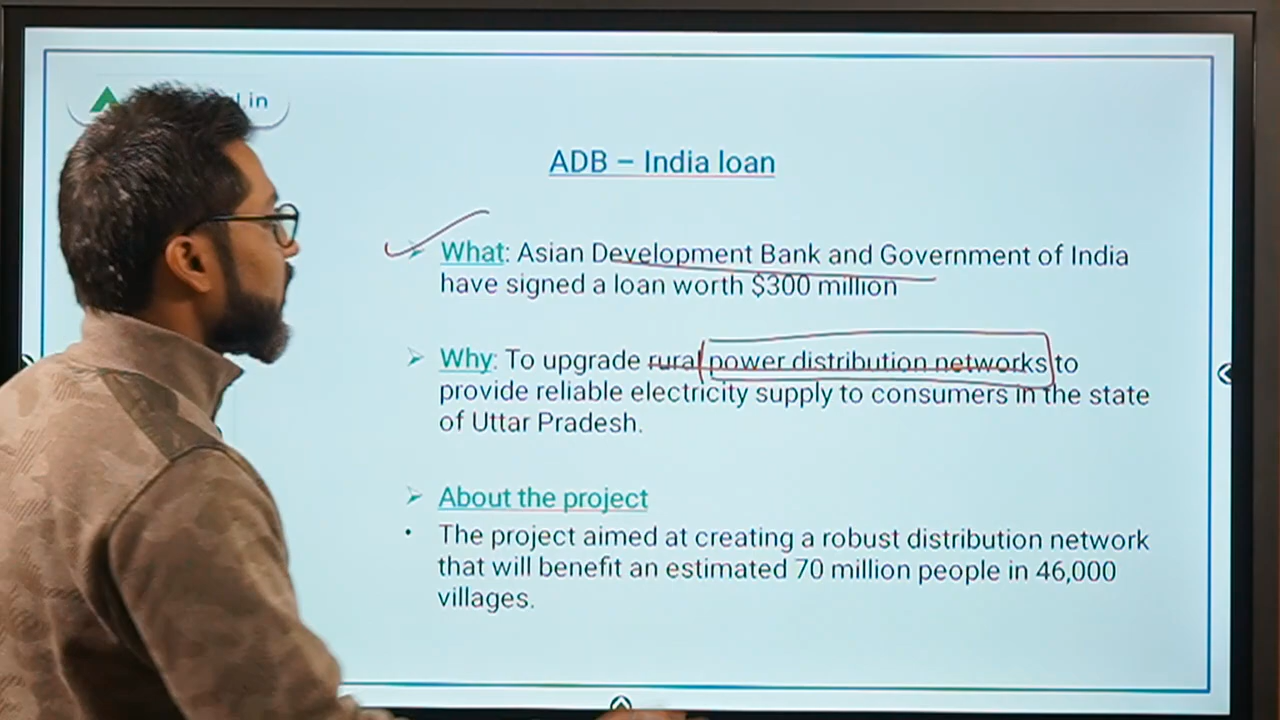 .in
ADB – India loan
➢ What: Asian Development Bank and Government of India
have signed a loan worth $300 million
➢ Why: To upgrade rural power distribution networks to
provide reliable electricity supply to consumers in the state
of Uttar Pradesh.
➢ About the project
• The project aimed at creating a robust distribution network
that will benefit an estimated 70 million people in 46,000
villages.